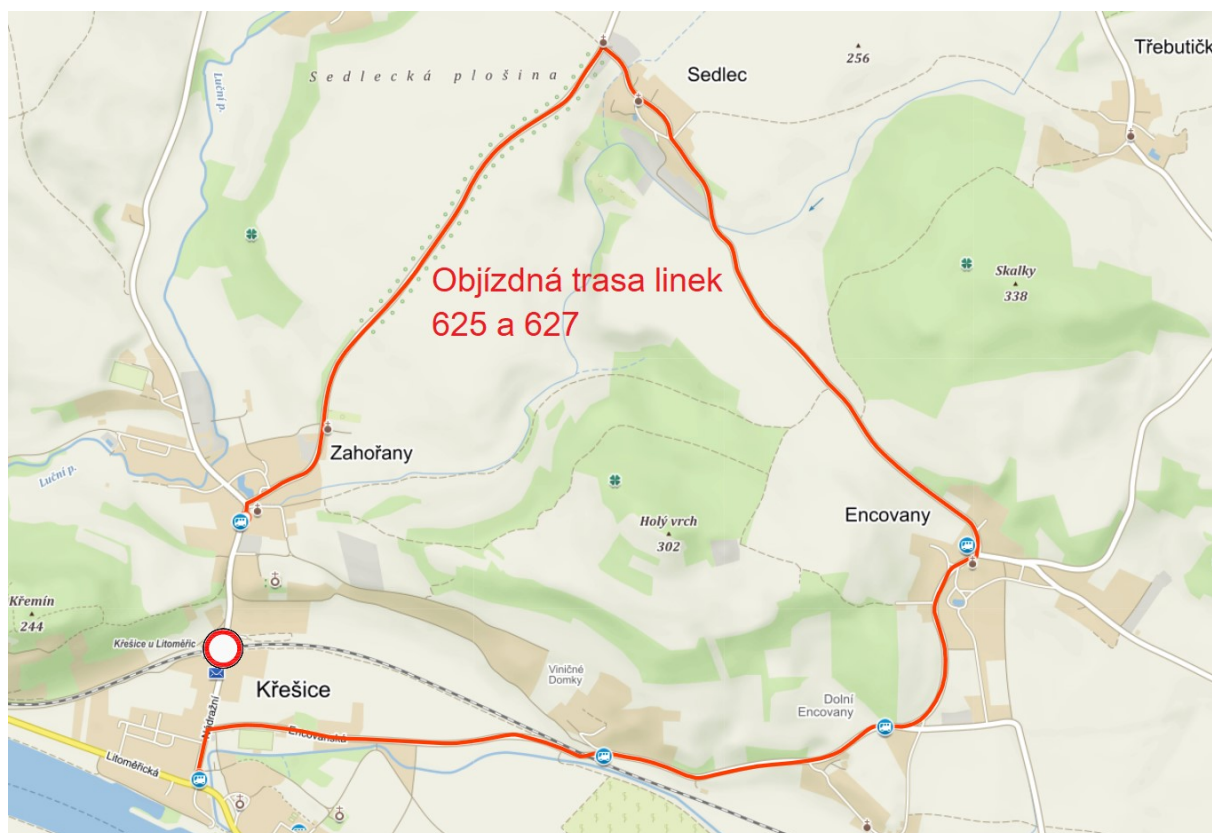 Luční p.
Sedlecká plošina
Sedlec
256
Třebutičk
Skalky
338
Objízdná trasa linek
625 a 627
Zahořany
Luční p.
Encovany
Holý vrch
302
Křemín
244
Křešice u Litoměřic
Viničné
Domky
Křešice
Dolní
Encovany
Nádražní
Encovanská
Litoměřická